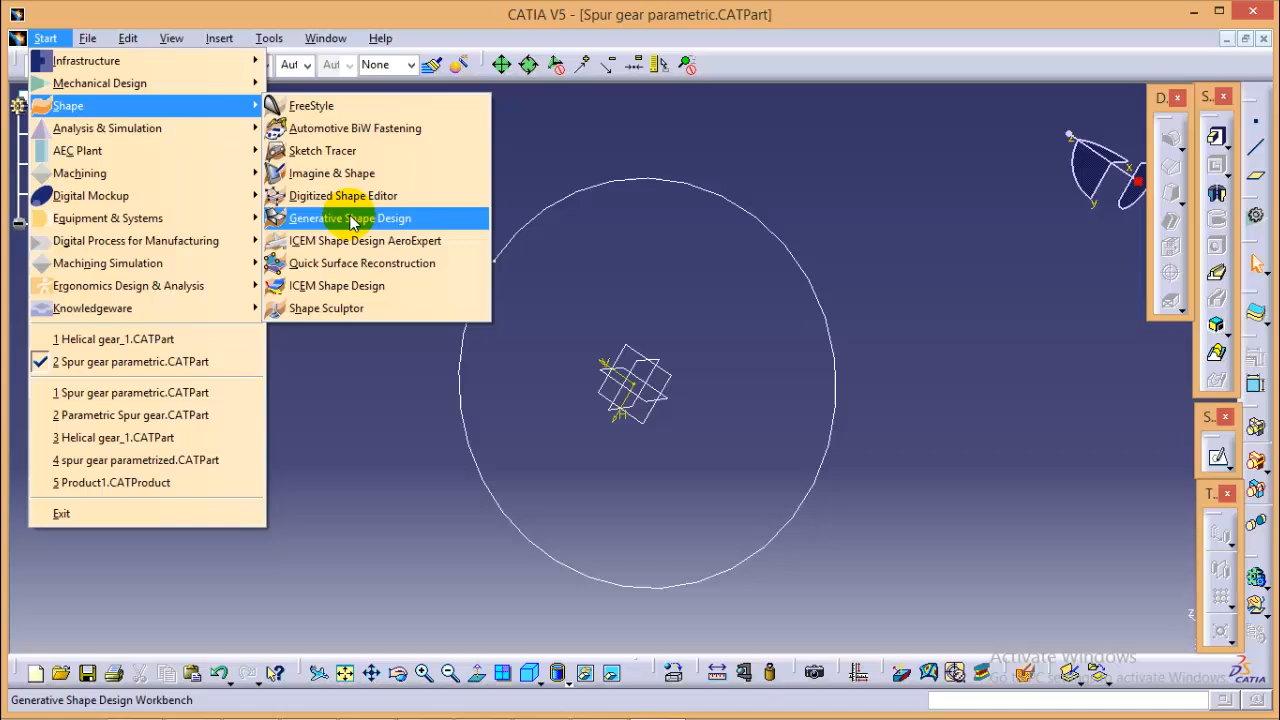 CATIA V5 - [Spur gear parametric.CATPart]
Start File Edit View Insert Tools Window Help
Aut Aut None
Infrastructure
Mechanical Design
Shape
Analysis & Simulation
AEC Plant
Machining
Digital Mockup
Equipment & Systems
Digital Process for Manufacturing
Machining Simulation
Ergonomics Design & Analysis
Knowledgeware
1 Helical gear_1.CATPart
2 Spur gear parametric.CATPart
1 Spur gear parametric.CATPart
2 Parametric Spur gear.CATPart
3 Helical gear_1.CATPart
4 spur gear parametrized.CATPart
5 Product1.CATProduct
Exit
FreeStyle
Automotive BiW Fastening
Sketch Tracer
Imagine & Shape
Digitized Shape Editor
Generative Shape Design
ICEM Shape Design AeroExpert
Quick Surface Reconstruction
ICEM Shape Design
Shape Sculptor
D... S...
z
x
y
V
H
S...
T...
z
Activate Windows
CATIA
Generative Shape Design Workbench